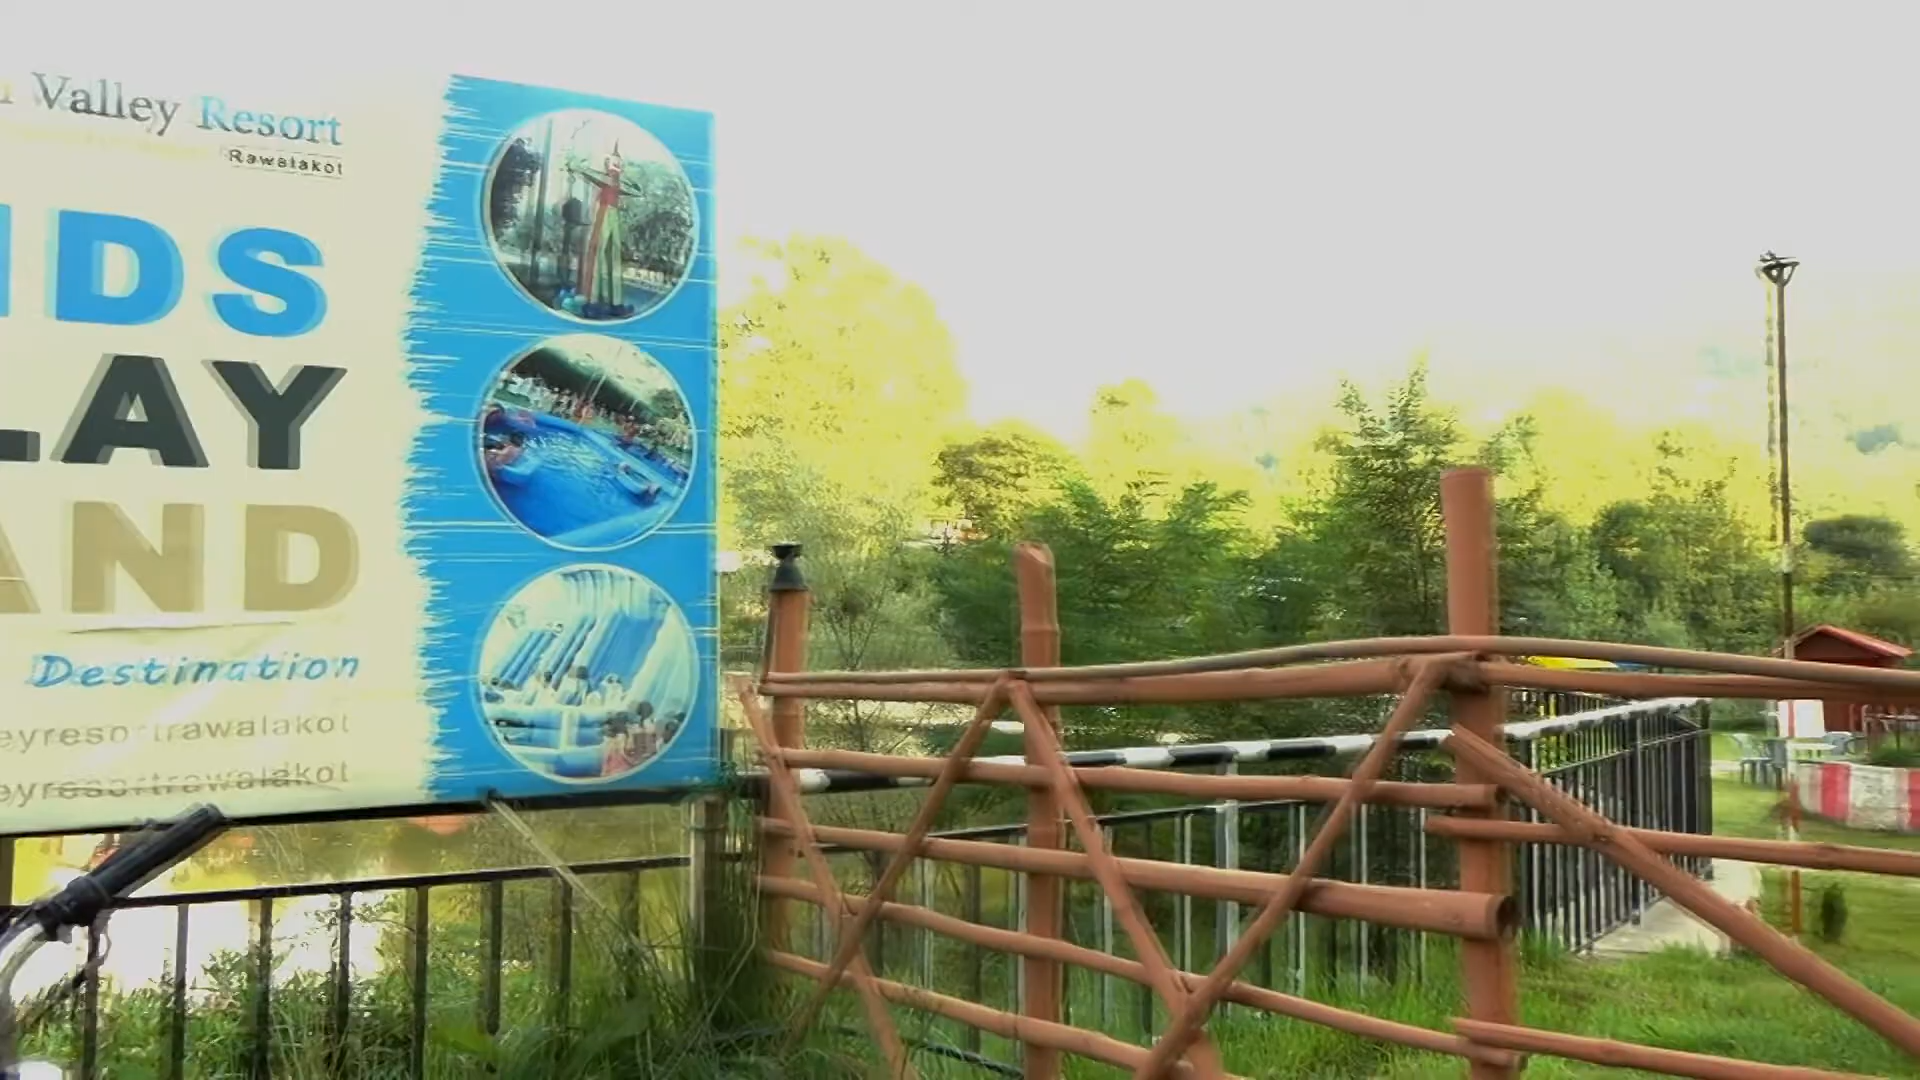 Valley Resort
Rawalakot
IDS
LAY
AND
Destination
eyresortrawalakot
eyresortrawalakot